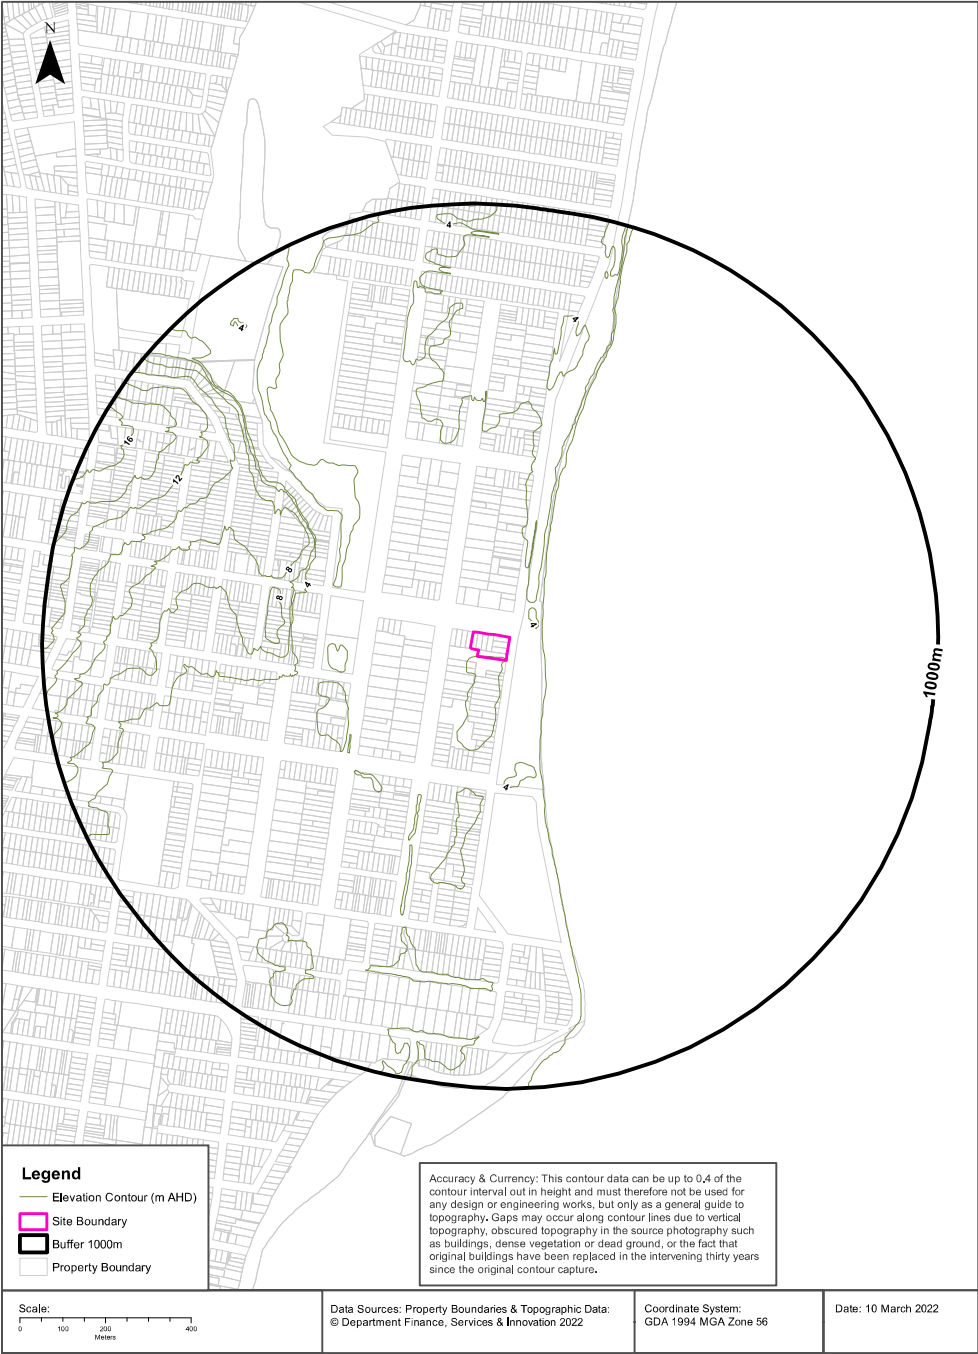 N
4
4
4
16
12
8
4
8
4
1000m
4
Legend
Elevation Contour (m AHD)
Site Boundary
Buffer 1000m
Property Boundary
Accuracy & Currency: This contour data can be up to 0.4 of the
contour interval out in height and must therefore not be used for
any design or engineering works, but only as a general guide to
topography. Gaps may occur along contour lines due to vertical
topography, obscured topography in the source photography such
as buildings, dense vegetation or dead ground, or the fact that
original buildings have been replaced in the intervening thirty years
since the original contour capture.
Scale:
0 100 200 400
Meters
Data Sources: Property Boundaries & Topographic Data:
© Department Finance, Services & Innovation 2022
Coordinate System:
GDA 1994 MGA Zone 56
Date: 10 March 2022